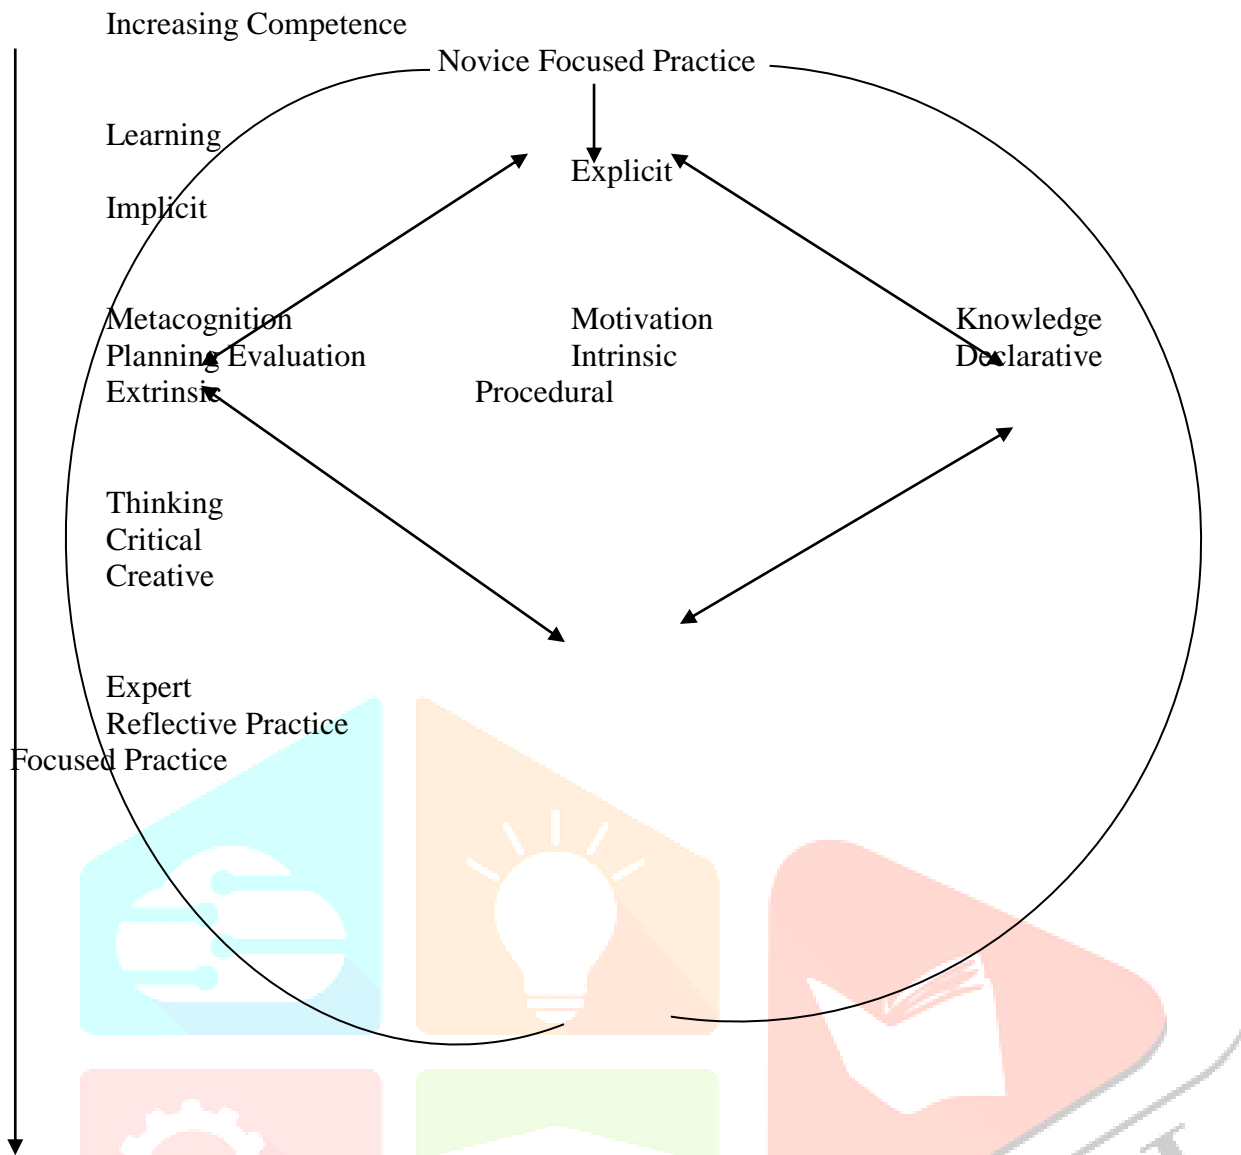 Increasing Competence
Novice Focused Practice
Learning
Explicit
Implicit
Metacognition Motivation Knowledge
Planning Evaluation Intrinsic Declarative
Extrinsic Procedural
Thinking
Critical
Creative
Expert
Reflective Practice
Focused Practice